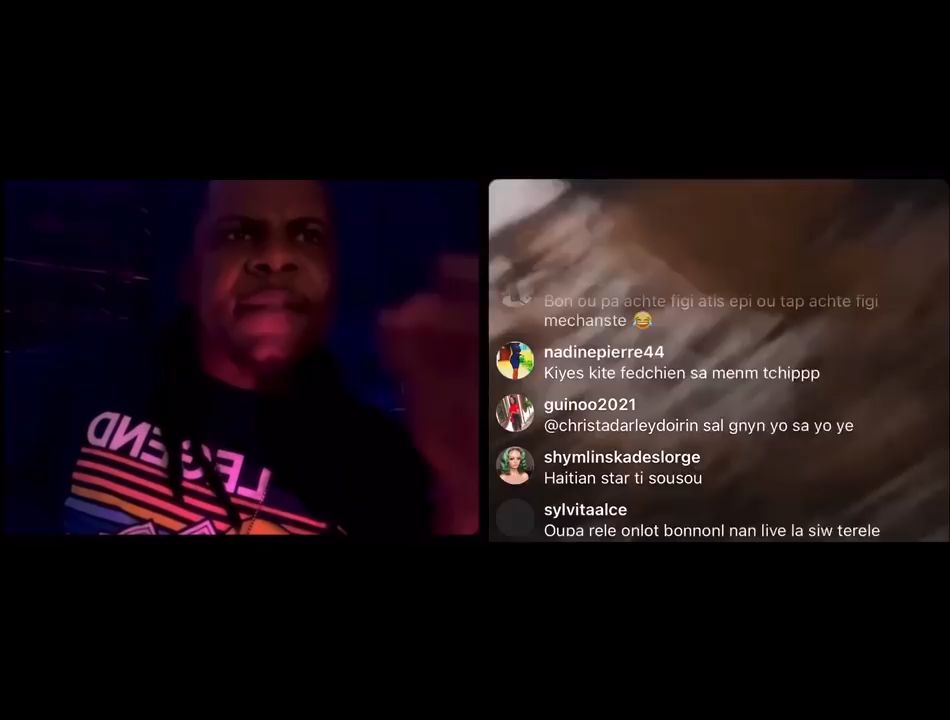 LEGEND
Bon ou pa achte figi atis epi ou tap achte figi
mechanste 😂
nadinepierre44
Kiyes kite fedchien sa menm tchippp
guinoo2021
@christadarleydoirin sal gnyn yo sa yo ye
shymlinskadeslorge
Haitian star ti sousou
sylvitaalce
Oupa rele onlot bonnonl nan live la siw terele